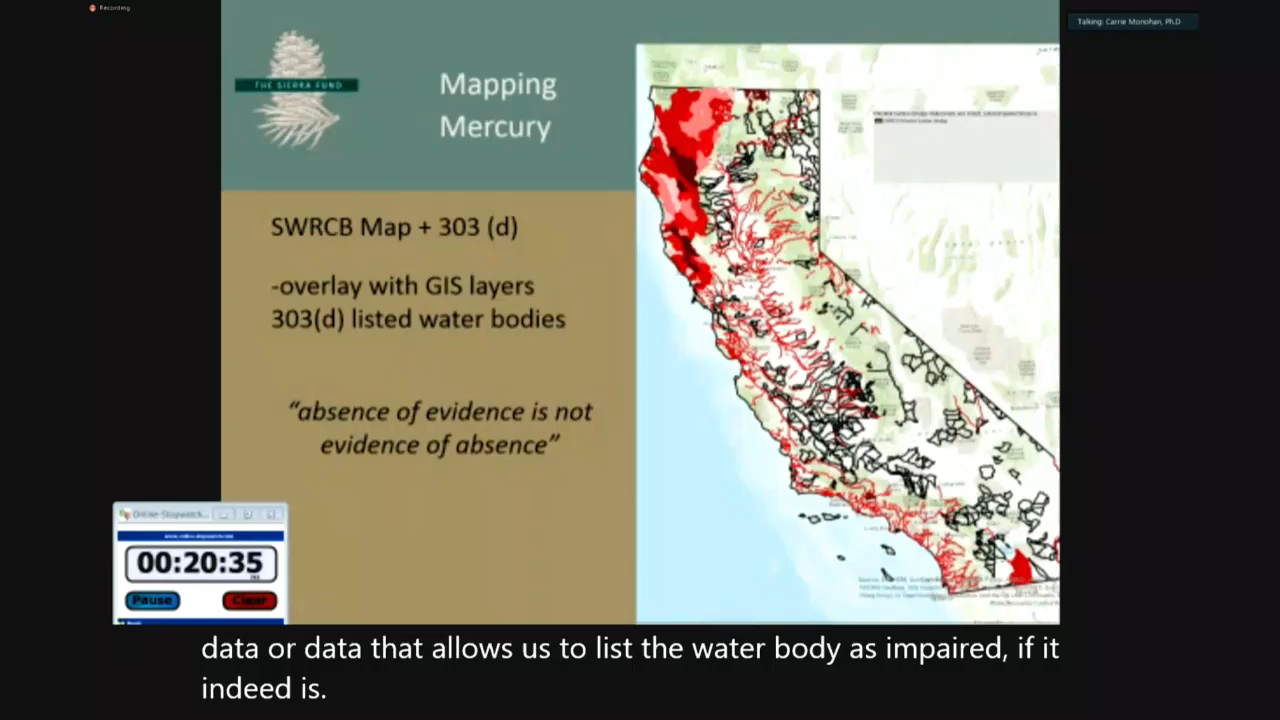 Recording
Talking: Carrie Monohan, Ph.D
THE SIERRA FUND
Mapping
Mercury
SWRCB Map + 303 (d)
-overlay with GIS layers
303(d) listed water bodies
“absence of evidence is not
evidence of absence”
Online-Stopwatch...
00:20:35
Pause
Clear
data or data that allows us to list the water body as impaired, if it
indeed is.